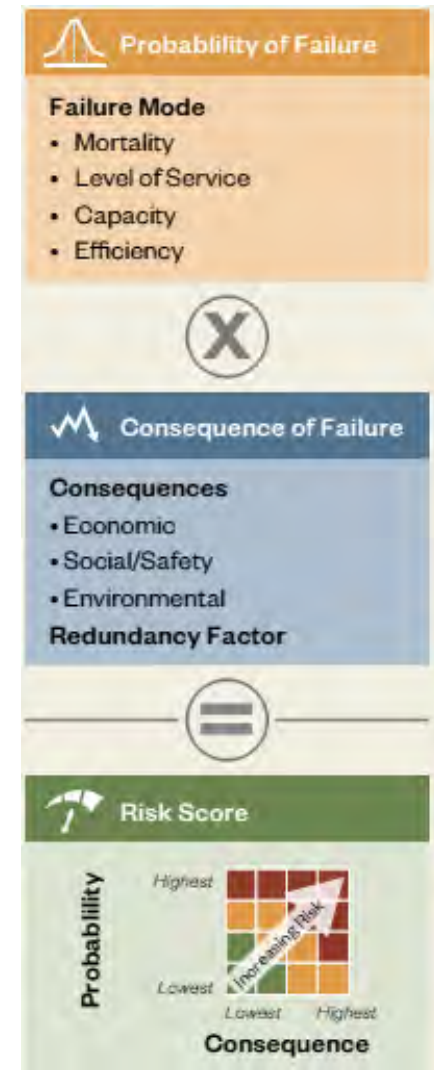 Probablility of Failure
Failure Mode
• Mortality
• Level of Service
• Capacity
• Efficiency
X
Consequence of Failure
Consequences
• Economic
• Social/Safety
• Environmental
Redundancy Factor
=
Risk Score
Probablility
Highest
Increasing Risk
Lowest
Lowest Highest
Consequence